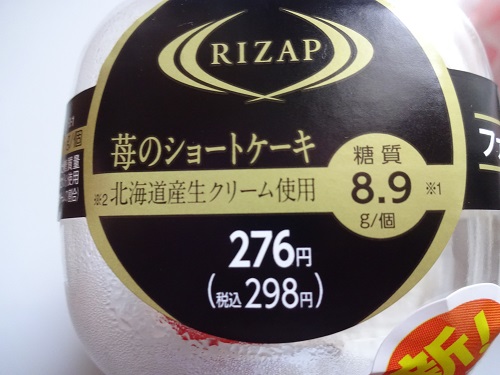 RIZAP
苺のショートケーキ
※2北海道産生クリーム使用
糖質
8.9
g/個
※1
276円
(税込298円)
フ
新!